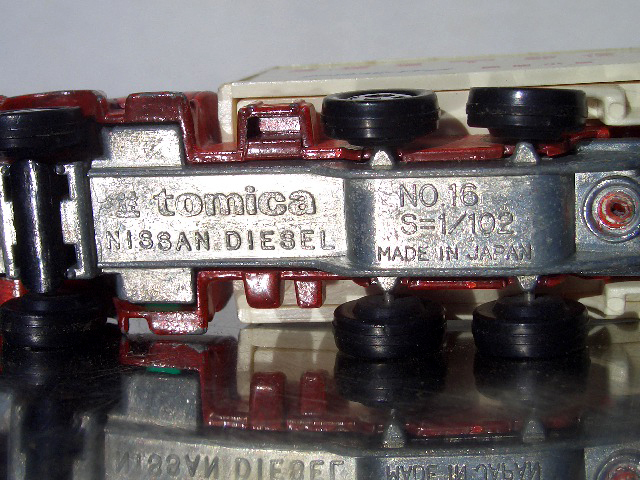 tomica
NISSAN DIESEL
NO.16
S=1/102
MADE IN JAPAN